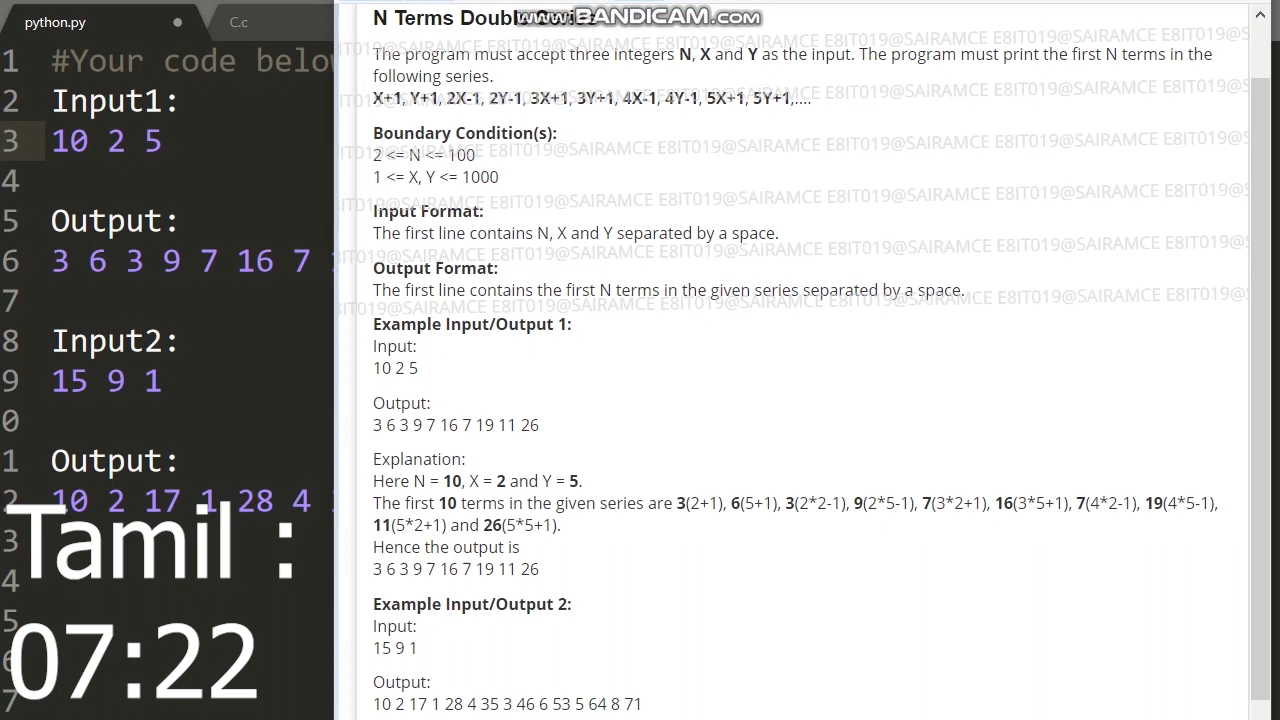 python.py
C.c
1 #Your code belo
2 Input1:
3 10 2 5
4
5 Output:
6 3 6 3 9 7 16 7
7
8 Input2:
9 15 9 1
0
1 Output:
2 10 2 17 1 28 4
3
4
5
7
Tamil :
07:22
www.BANDICAM.com
N Terms Double Series
The program must accept three integers N, X and Y as the input. The program must print the first N terms in the
following series.
X+1, Y+1, 2X-1, 2Y-1, 3X+1, 3Y+1, 4X-1, 4Y-1, 5X+1, 5Y+1,....
Boundary Condition(s):
2 <= N <= 100
1 <= X, Y <= 1000
Input Format:
The first line contains N, X and Y separated by a space.
Output Format:
The first line contains the first N terms in the given series separated by a space.
Example Input/Output 1:
Input:
10 2 5
Output:
3 6 3 9 7 16 7 19 11 26
Explanation:
Here N = 10, X = 2 and Y = 5.
The first 10 terms in the given series are 3(2+1), 6(5+1), 3(2*2-1), 9(2*5-1), 7(3*2+1), 16(3*5+1), 7(4*2-1), 19(4*5-1),
11(5*2+1) and 26(5*5+1).
Hence the output is
3 6 3 9 7 16 7 19 11 26
Example Input/Output 2:
Input:
15 9 1
Output:
10 2 17 1 28 4 35 3 46 6 53 5 64 8 71
E8IT019@SAIRAMCE E8IT019@SAIRAMCE E8IT019@SAIRAMCE E8IT019@SAIRAMCE E8IT019@SAIRAMCE